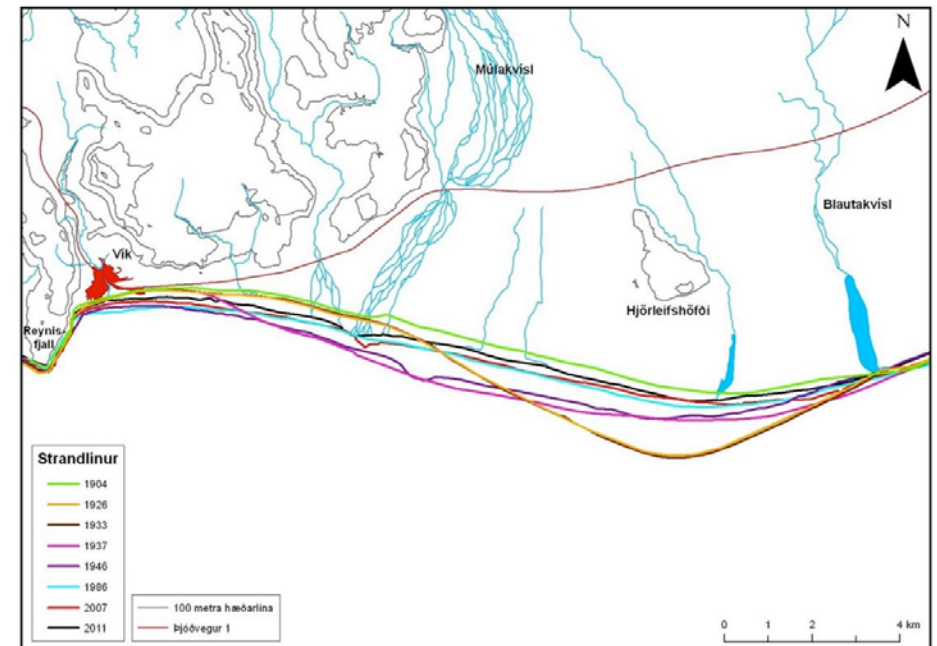 N
Múlakvísl
Blautakvísl
Vík
Hjörleifshöfði
Reynis-
fjall
Strandlínur
1904
1926
1933
1937
1946
1986
2007
2011
100 metra hæðarlína
Þjóðvegur 1
0 1 2 4 km